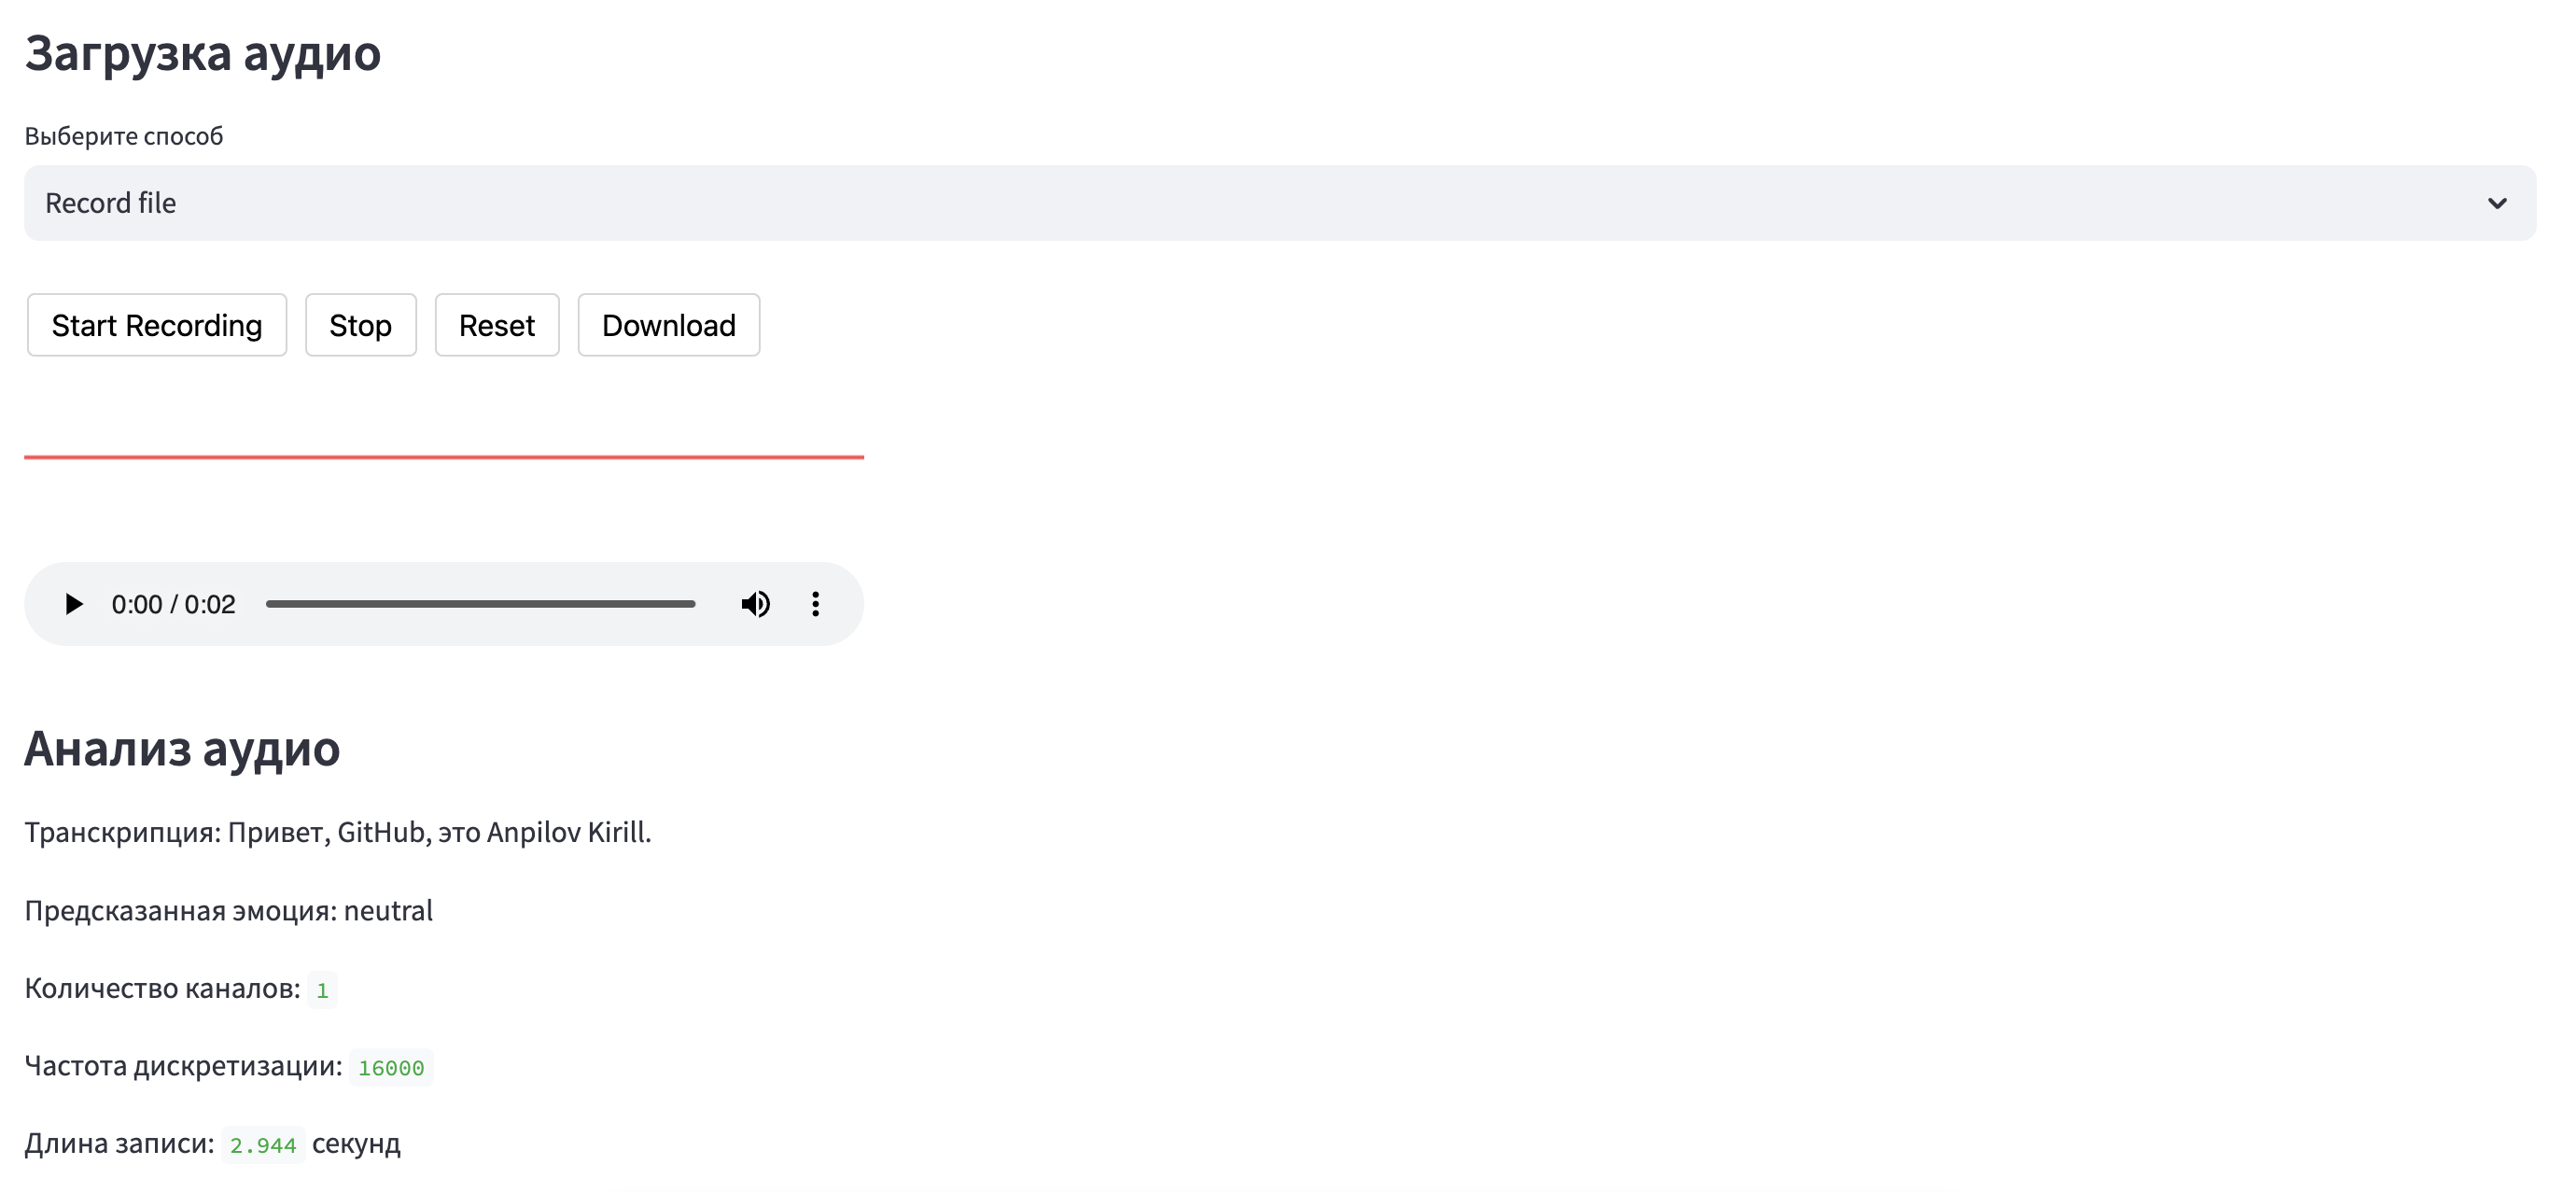 Загрузка аудио
Выберите способ
Record file
Start Recording Stop Reset Download
0:00 / 0:02
Анализ аудио
Транскрипция: Привет, GitHub, это Anpilov Kirill.
Предсказанная эмоция: neutral
Количество каналов: 1
Частота дискретизации: 16000
Длина записи: 2.944 секунд